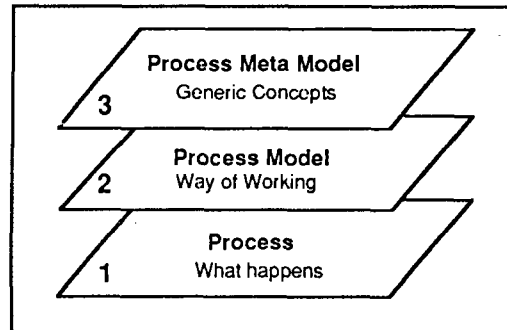 Process Meta Model
Generic Concepts
3
Process Model
2
Way of Working
Process
1
What happens